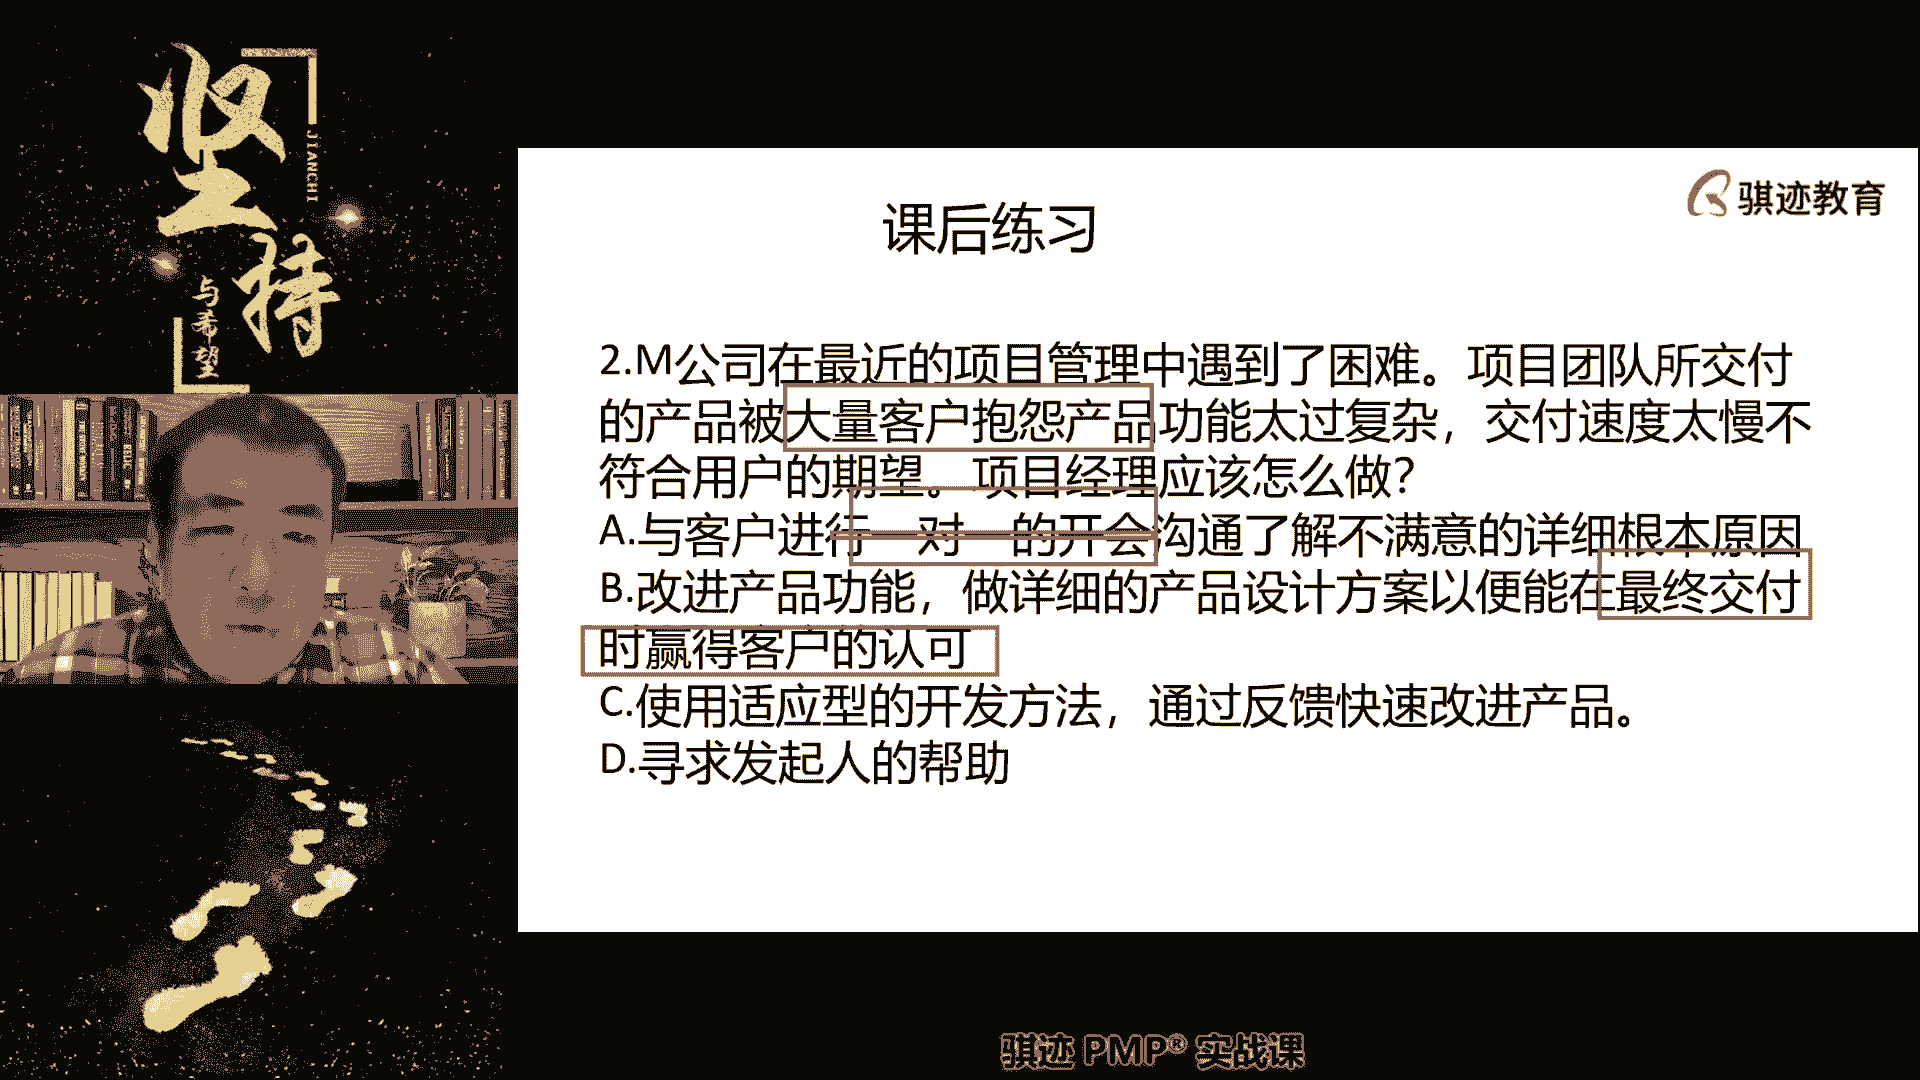 坚持
JIANCHI
与希望
骐迹教育
课后练习
2.M公司在最近的项目管理中遇到了困难。项目团队所交付
的产品被大量客户抱怨产品功能太过复杂，交付速度太慢不
符合用户的期望。项目经理应该怎么做？
A.与客户进行一对一的开会沟通了解不满意的详细根本原因
B.改进产品功能，做详细的产品设计方案以便能在最终交付
时赢得客户的认可
C.使用适应型的开发方法，通过反馈快速改进产品。
D.寻求发起人的帮助
骐迹 PMP® 实战课